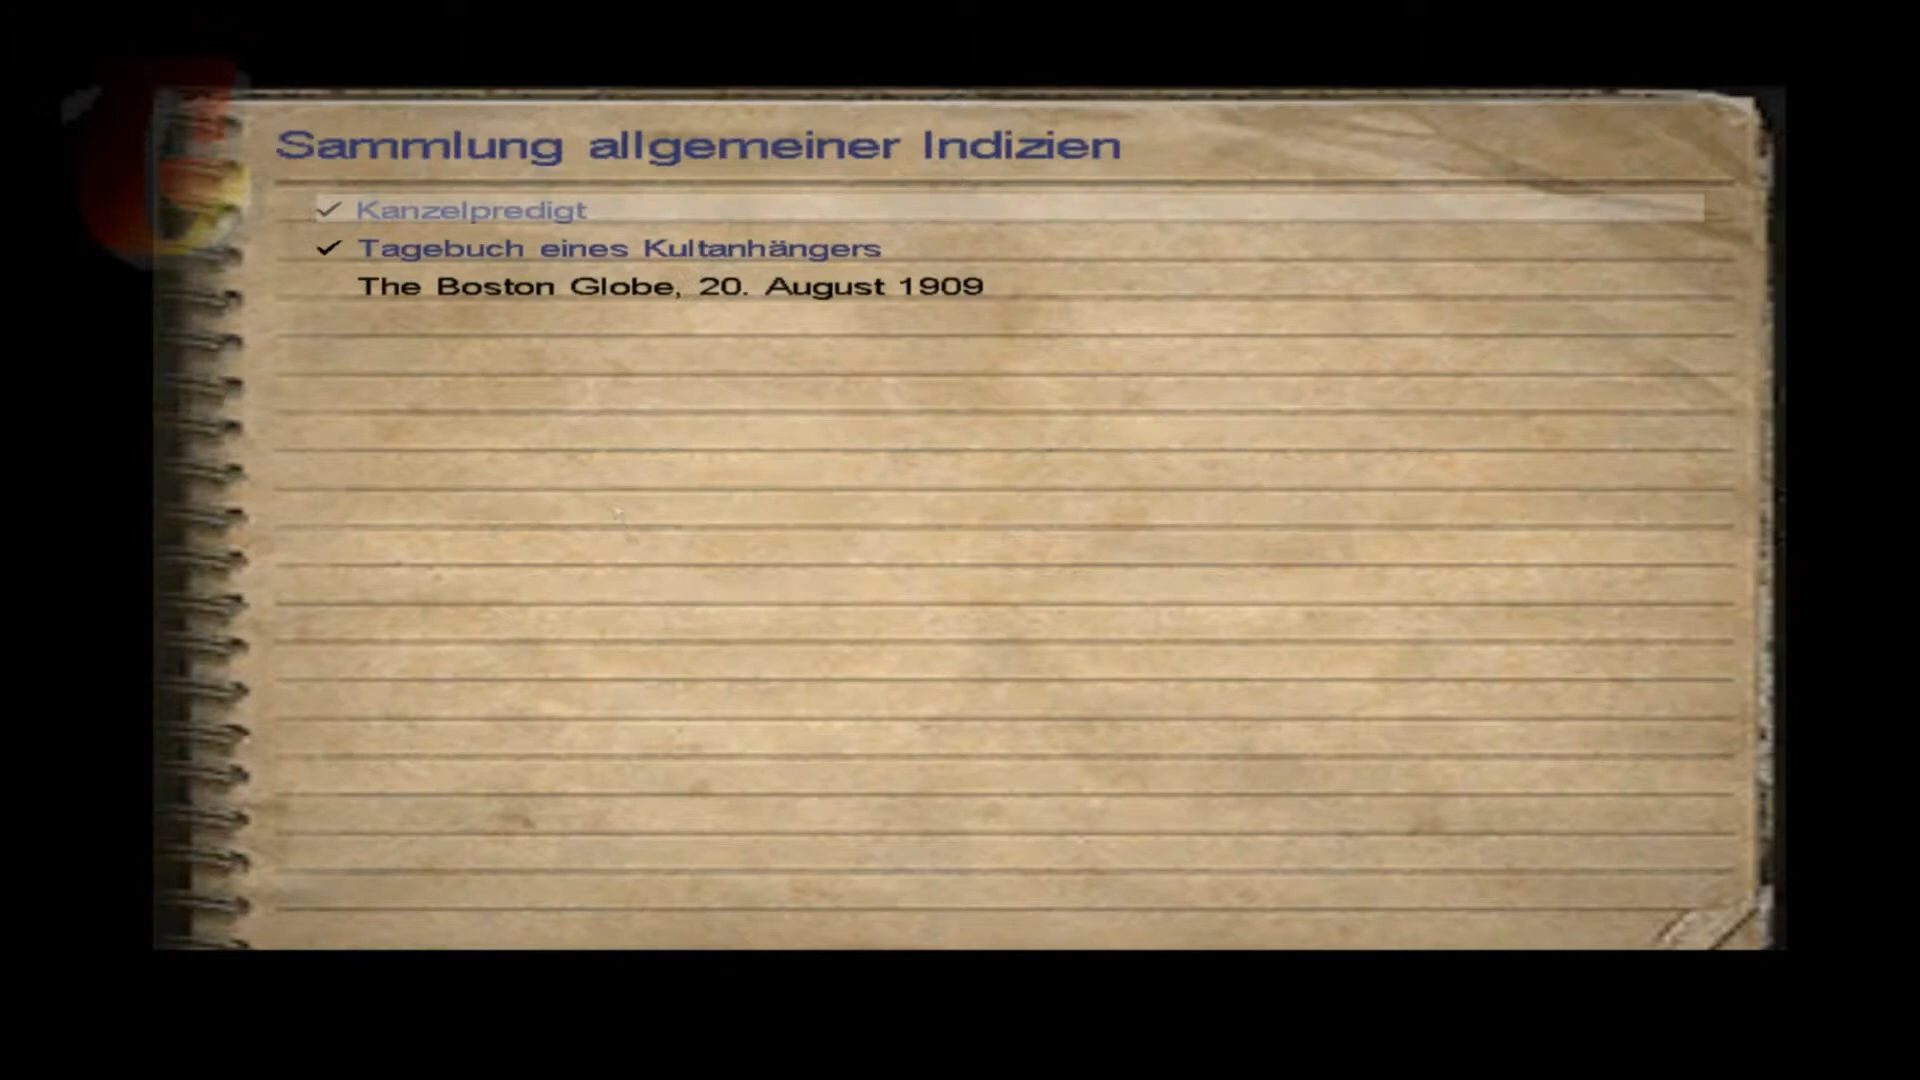 Sammlung allgemeiner Indizien
✓ Kanzelpredigt
✓ Tagebuch eines Kultanhängers
The Boston Globe, 20. August 1909